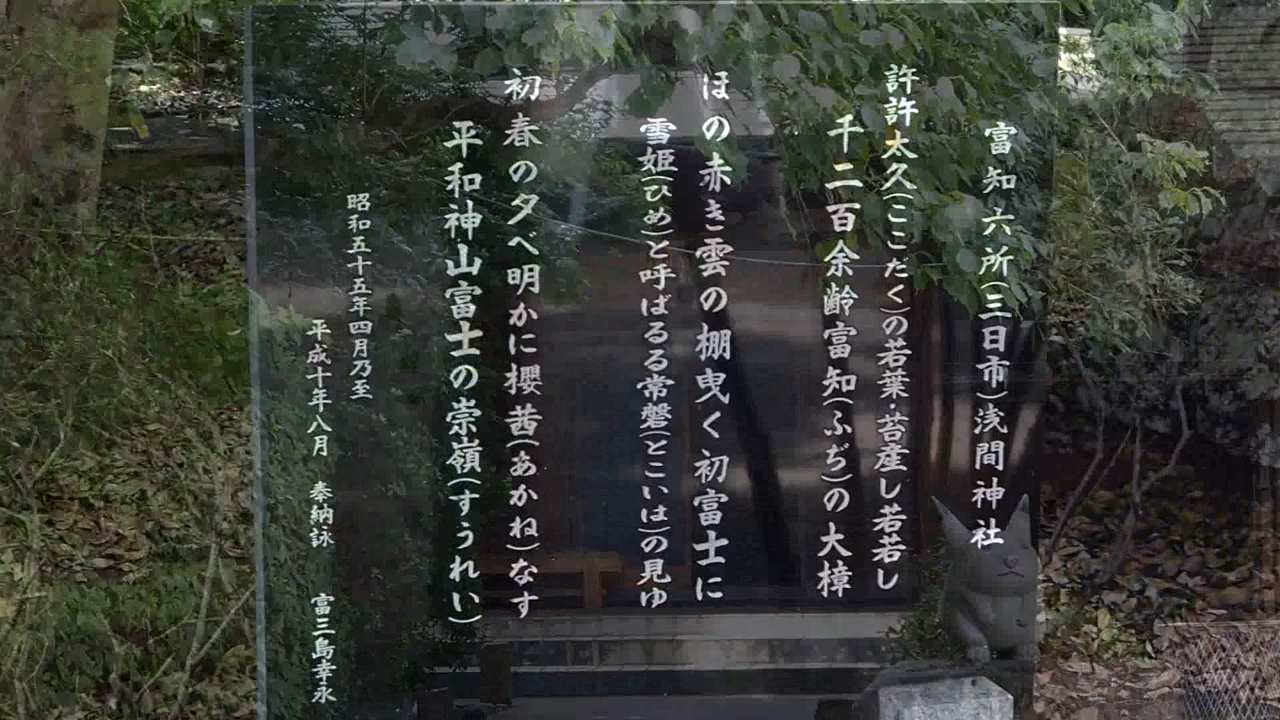 富知六所(三日市)浅間神社
許許太久(ここだく)の若葉・苔産し若若し
千二百余齢富知(ふぢ)の大樟
ほの赤き雲の棚曳く初富士に
雪姫(ひめ)と呼ばるる常磐(とこいは)の見ゆ
初春の夕べ明かに櫻茜(あかね)なす
平和神山富士の崇嶺(すうれい)
昭和五十五年四月乃至
平成十年八月 奉納詠 富三島幸永